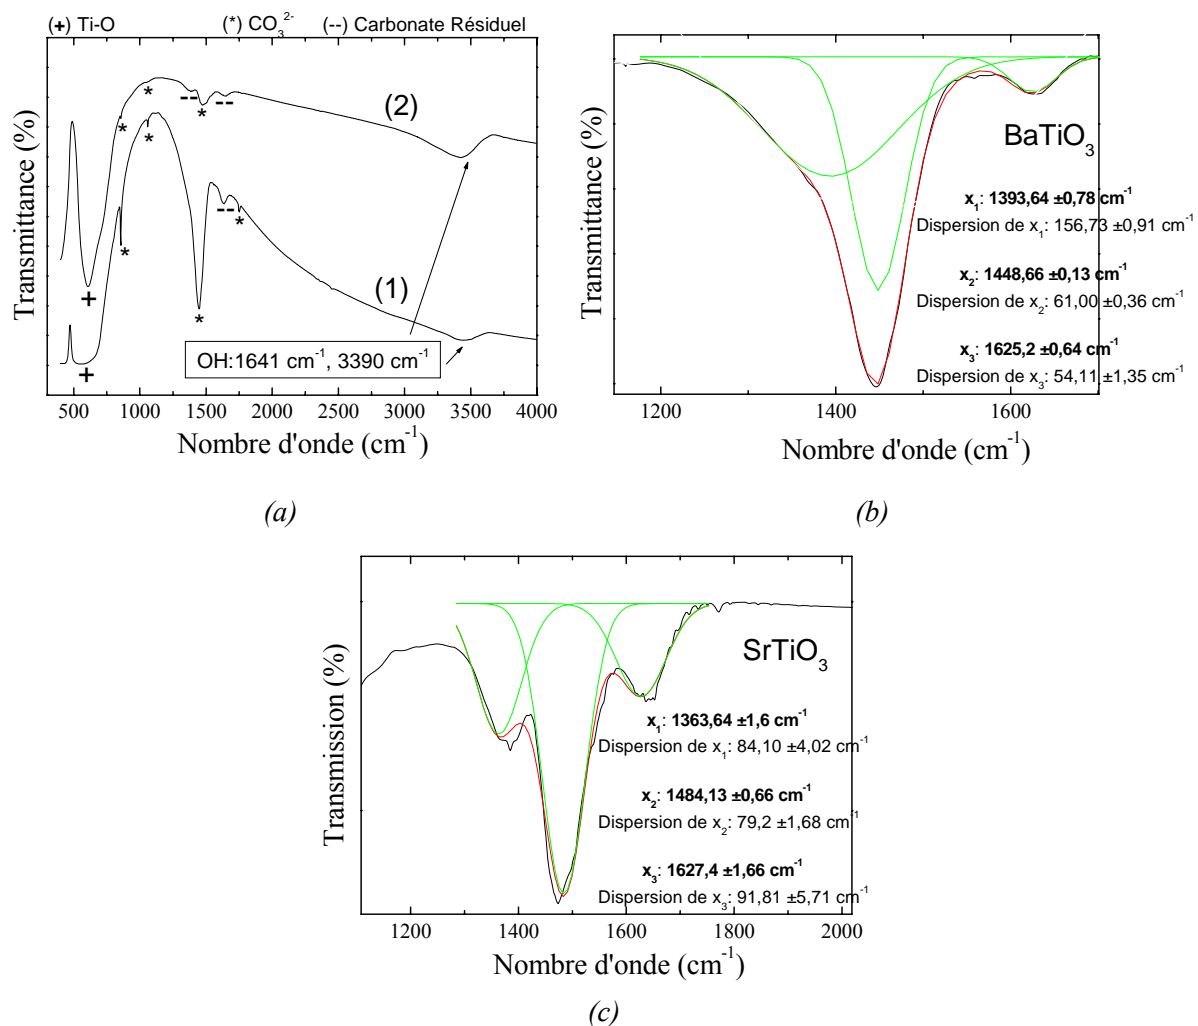 (+) Ti-O (*) CO₃²⁻ (--) Carbonate Résiduel
Transmittance (%)
(2)
(1)
* * -- * --
* * -- *
+ * *
+
OH:1641 cm⁻¹, 3390 cm⁻¹
500 1000 1500 2000 2500 3000 3500 4000
Nombre d'onde (cm⁻¹)
(a)
Transmittance (%)
BaTiO₃
x₁: 1393,64 ±0,78 cm⁻¹
Dispersion de x₁: 156,73 ±0,91 cm⁻¹
x₂: 1448,66 ±0,13 cm⁻¹
Dispersion de x₂: 61,00 ±0,36 cm⁻¹
x₃: 1625,2 ±0,64 cm⁻¹
Dispersion de x₃: 54,11 ±1,35 cm⁻¹
1200 1400 1600
Nombre d'onde (cm⁻¹)
(b)
Transmission (%)
SrTiO₃
x₁: 1363,64 ±1,6 cm⁻¹
Dispersion de x₁: 84,10 ±4,02 cm⁻¹
x₂: 1484,13 ±0,66 cm⁻¹
Dispersion de x₂: 79,2 ±1,68 cm⁻¹
x₃: 1627,4 ±1,66 cm⁻¹
Dispersion de x₃: 91,81 ±5,71 cm⁻¹
1200 1400 1600 1800 2000
Nombre d'onde (cm⁻¹)
(c)